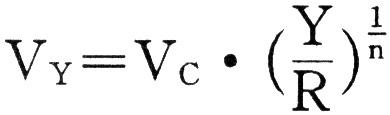 V_Y = V_C • (Y/R)^{1/n}